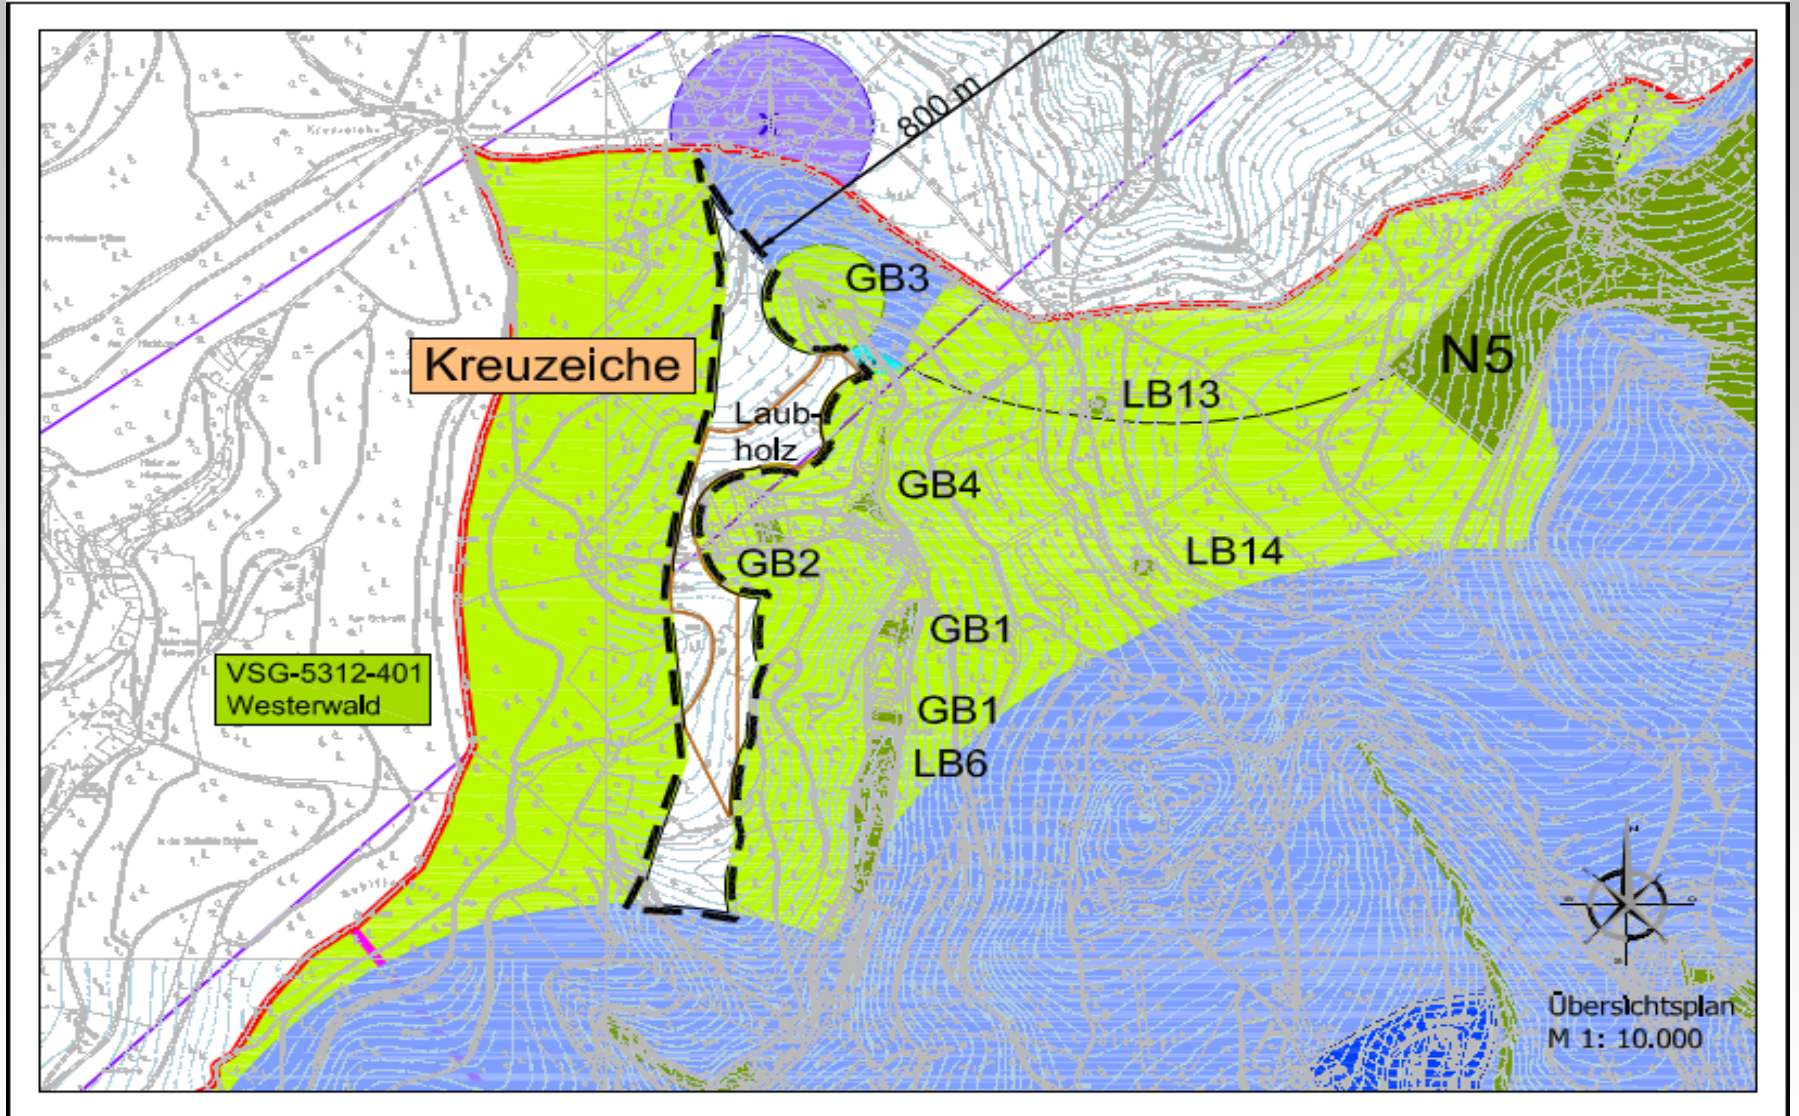 800 m
GB3
Kreuzeiche
N5
LB13
Laub-
holz
GB4
LB14
GB2
GB1
VSG-5312-401
Westerwald
GB1
LB6
Übersichtsplan
M 1: 10.000